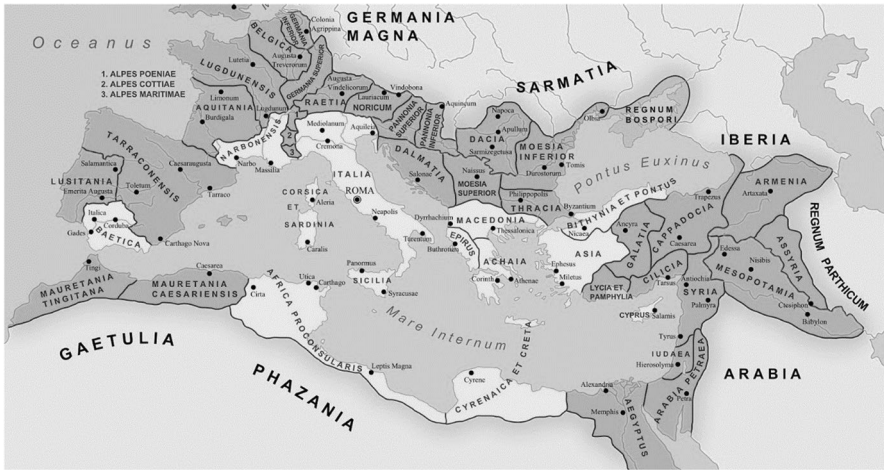 Oceanus
GERMANIA
MAGNA
SARMATIA
IBERIA
REGNUM PARTHICUM
ARABIA
PHAZANIA
GAETULIA
1. ALPES POENIAE
2. ALPES COTTIAE
3. ALPES MARITIMAE
BELGICA
GERMANIA INFERIOR
Colonia
Agrippina
Lutetia
Augusta
Treverorum
LUGDUNENSIS
GERMANIA SUPERIOR
Limonum
AQUITANIA
Burdigala
Lugdunum
NARBONENSIS
Narbo
Massilia
2
3
Augusta
Vindelicorum
RAETIA
Lauriacum
NORICUM
Vindobona
PANNONIA SUPERIOR
PANNONIA INFERIOR
Aquincum
Mediolanum
Cremona
Aquileia
ITALIA
ROMA
Neapolis
Tarentum
DALMATIA
Salonae
Napoca
Apullum
DACIA
Sarmizegetusa
MOESIA
INFERIOR
Tomis
Durostorum
Naissus
MOESIA
SUPERIOR
Philippopolis
THRACIA
Byzantium
Olbia
REGNUM
BOSPORI
Pontus Euxinus
TARRACONENSIS
Salamantica
LUSITANIA
Emerita Augusta
Toletum
Caesaraugusta
Tarraco
Italica
Corduba
Gades
BAETICA
Carthago Nova
CORSICA
ET
SARDINIA
Aleria
Caralis
Panormus
SICILIA
Syracusae
Dyrrhachium
MACEDONIA
Thessalonica
EPIRUS
Buthrotum
ACHAIA
Corinth
Athenae
BITHYNIA ET PONTUS
Nicaea
ASIA
Ephesus
Miletus
Ancyra
GALATIA
CAPPADOCIA
Caesarea
Trapezus
ARMENIA
Artaxata
LYCIA ET
PAMPHYLIA
CILICIA
Tarsus
Antiochia
SYRIA
Palmyra
CYPRUS
Salamis
Edessa
Nisibis
MESOPOTAMIA
ASSYRIA
Ctesiphon
Babylon
Tyrus
IUDAEA
Hierosolyma
ARABIA PETRAEA
Petra
Tingi
MAURETANIA
TINGITANA
Caesarea
MAURETANIA
CAESARIENSIS
Cirta
Utica
Carthago
AFRICA PROCONSULARIS
Leptis Magna
Mare Internum
Cyrene
CYRENAICA ET CRETA
Alexandria
Memphis
AEGYPTUS